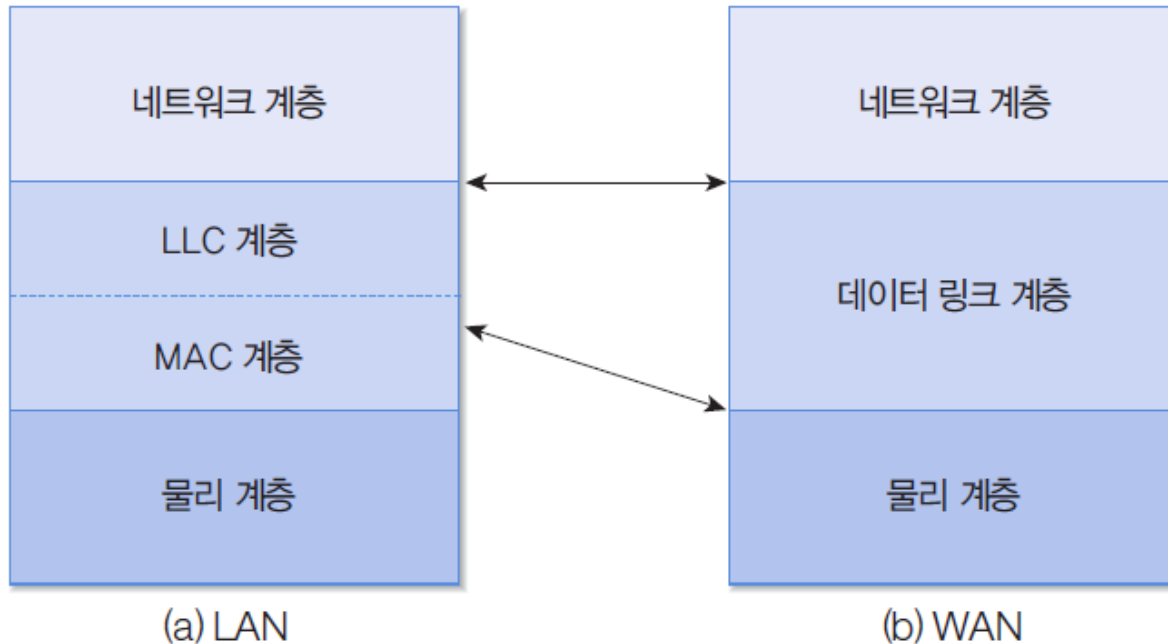 네트워크 계층
LLC 계층
MAC 계층
물리 계층
(a) LAN
네트워크 계층
데이터 링크 계층
물리 계층
(b) WAN